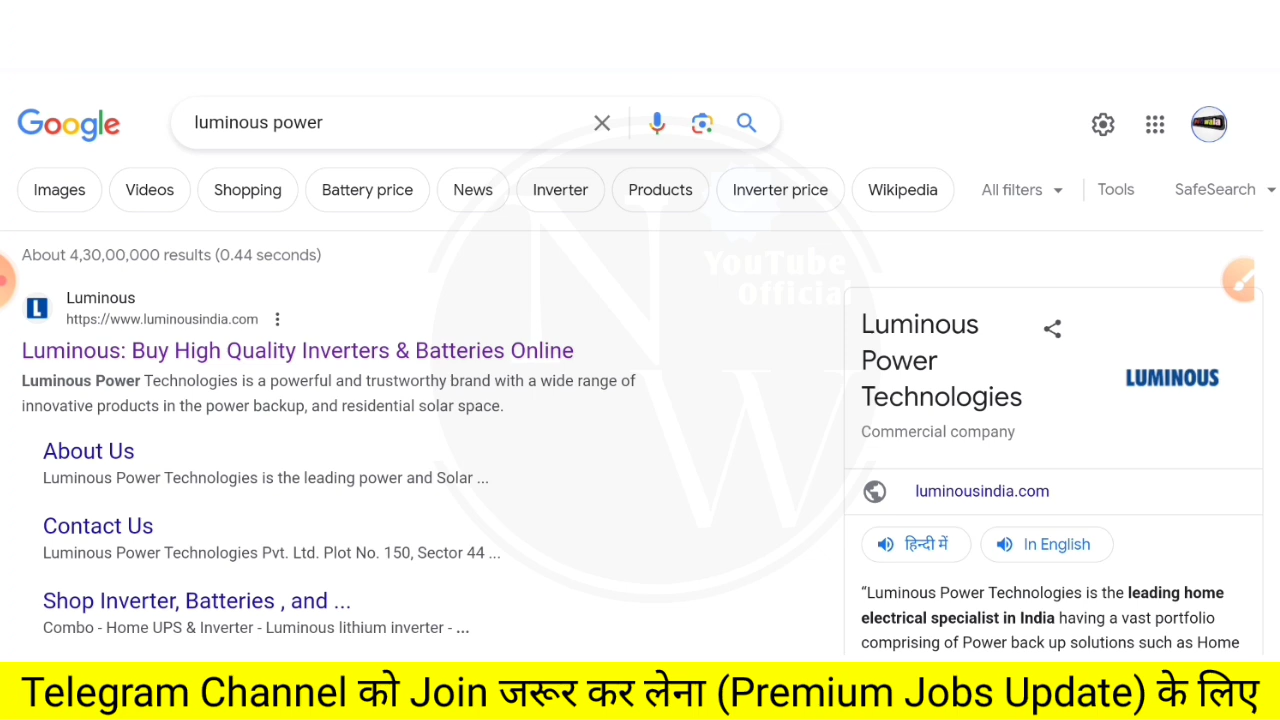 Google
luminous power
Images
Videos
Shopping
Battery price
News
Inverter
Products
Inverter price
Wikipedia
All filters
Tools
SafeSearch
About 4,30,00,000 results (0.44 seconds)
L
Luminous
https://www.luminousindia.com
Luminous: Buy High Quality Inverters & Batteries Online
Luminous Power Technologies is a powerful and trustworthy brand with a wide range of
innovative products in the power backup, and residential solar space.
About Us
Luminous Power Technologies is the leading power and Solar ...
Contact Us
Luminous Power Technologies Pvt. Ltd. Plot No. 150, Sector 44 ...
Shop Inverter, Batteries , and ...
Combo - Home UPS & Inverter - Luminous lithium inverter - ...
NW
YouTube
Official
Luminous
Power
Technologies
Commercial company
LUMINOUS
luminousindia.com
हिन्दी में
In English
“Luminous Power Technologies is the leading home
electrical specialist in India having a vast portfolio
comprising of Power back up solutions such as Home
Telegram Channel को Join जरूर कर लेना (Premium Jobs Update) के लिए